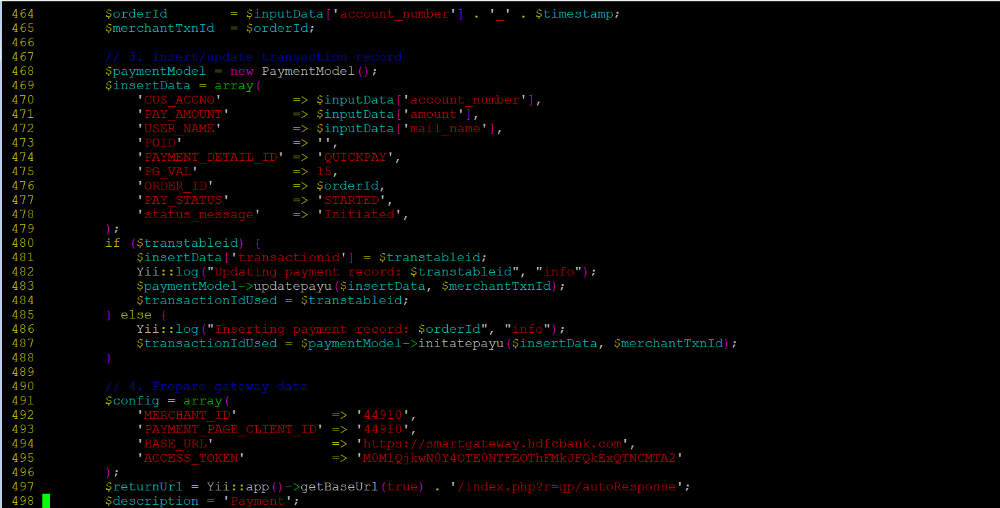 464         $orderId        = $inputData['account_number'] . '_' . $timestamp;
465         $merchantTxnId  = $orderId;
466
467         // 3. Insert/update transaction record
468         $paymentModel = new PaymentModel();
469         $insertData = array(
470             'CUS_ACCNO'         => $inputData['account_number'],
471             'PAY_AMOUNT'        => $inputData['amount'],
472             'USER_NAME'         => $inputData['mail_name'],
473             'POID'              => '',
474             'PAYMENT_DETAIL_ID' => 'QUICKPAY',
475             'PG_VAL'            => 15,
476             'ORDER_ID'          => $orderId,
477             'PAY_STATUS'        => 'STARTED',
478             'status_message'    => 'Initiated',
479         );
480         if ($transtableid) {
481             $insertData['transactionid'] = $transtableid;
482             Yii::log("Updating payment record: $transtableid", "info");
483             $paymentModel->updatepayu($insertData, $merchantTxnId);
484             $transactionIdUsed = $transtableid;
485         } else {
486             Yii::log("Inserting payment record: $orderId", "info");
487             $transactionIdUsed = $paymentModel->initatepayu($insertData, $merchantTxnId);
488         }
489
490         // 4. Prepare gateway data
491         $config = array(
492             'MERCHANT_ID'            => '44910',
493             'PAYMENT_PAGE_CLIENT_ID' => '44910',
494             'BASE_URL'               => 'https://smartgateway.hdfcbank.com',
495             'ACCESS_TOKEN'           => 'M0M1QjkwN0Y4OTE0NTFEOThFMkJFQkExQTNCMTA2'
496         );
497         $returnUrl = Yii::app()->getBaseUrl(true) . '/index.php?r=qp/autoResponse';
498         $description = 'Payment';